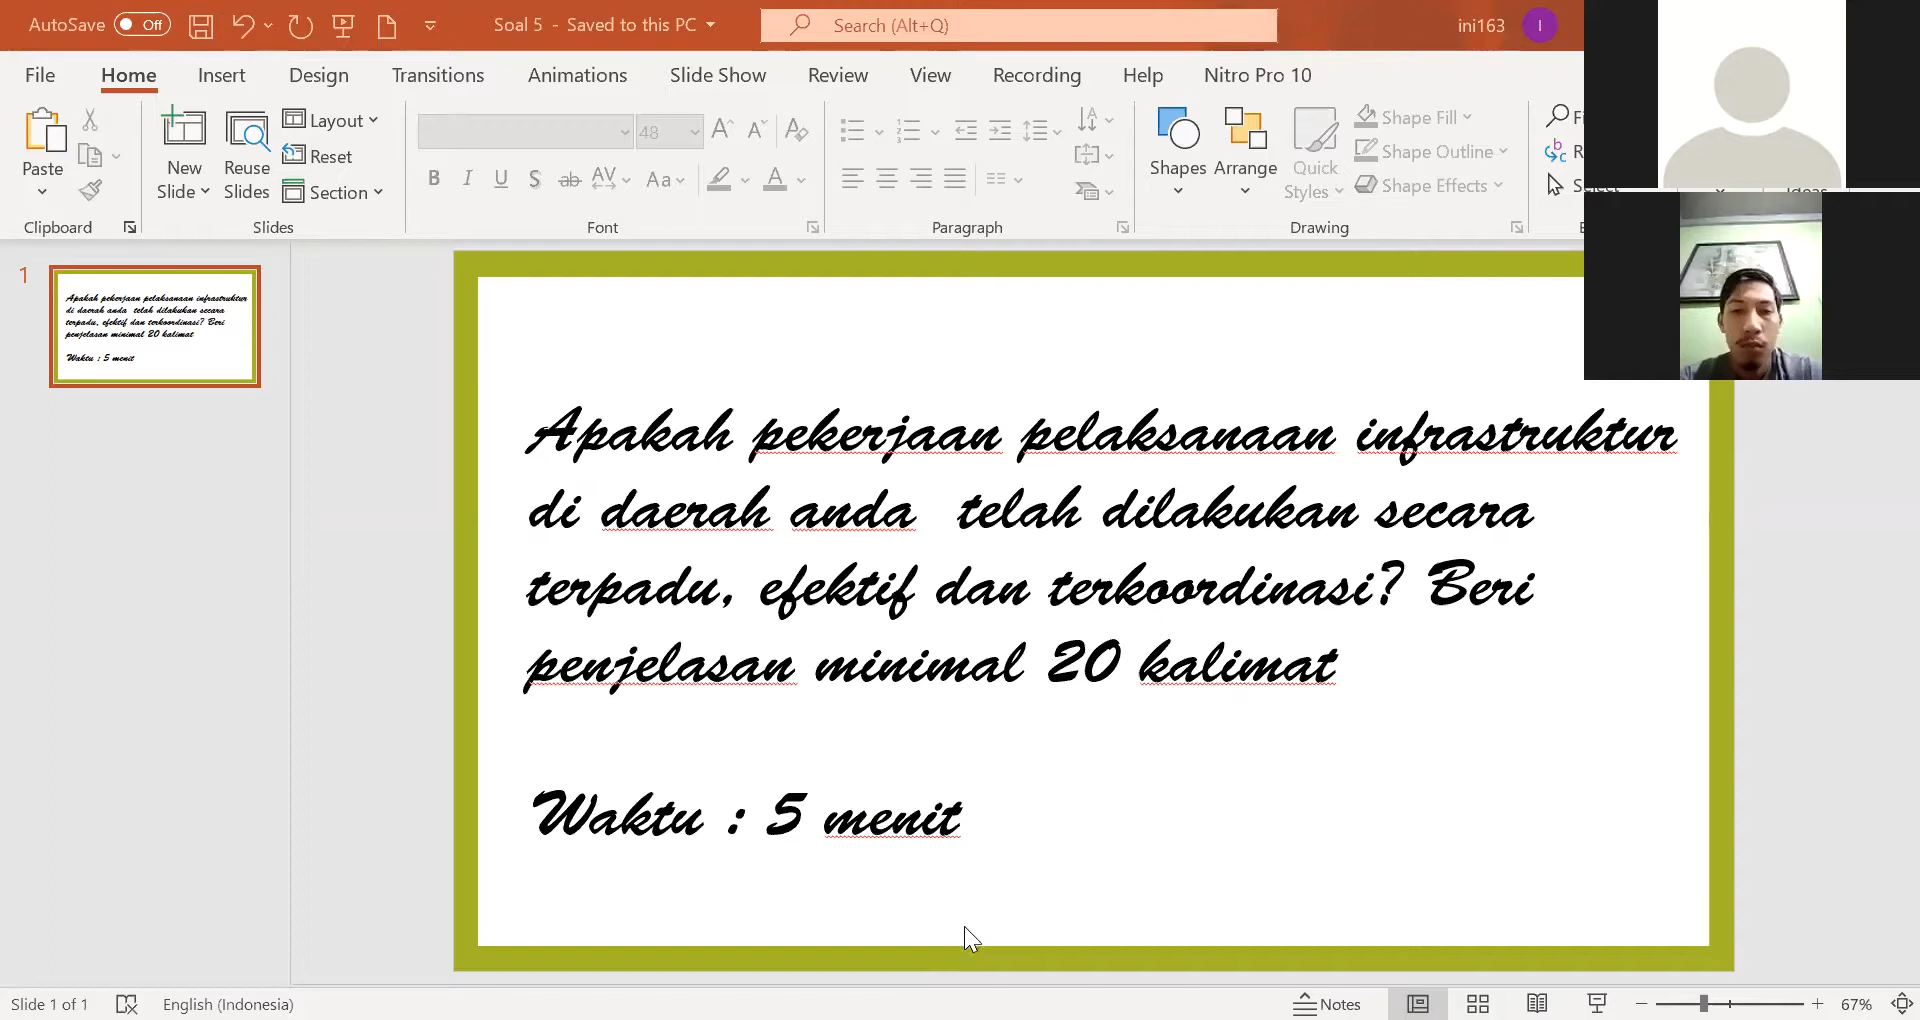 AutoSave Off Soal 5 - Saved to this PC Search (Alt+Q) ini163 I
File Home Insert Design Transitions Animations Slide Show Review View Recording Help Nitro Pro 10
Paste
New Slide
Reuse Slides
Layout
Reset
Section
48
B I U S ab AV Aa A
Shapes Arrange Quick Styles
Shape Fill
Shape Outline
Shape Effects
Select
Ideas
Clipboard Slides Font Paragraph Drawing
1
Apakah pekerjaan pelaksanaan infrastruktur
di daerah anda telah dilakukan secara
terpadu, efektif dan terkoordinasi? Beri
penjelasan minimal 20 kalimat
Waktu : 5 menit
Apakah pekerjaan pelaksanaan infrastruktur
di daerah anda telah dilakukan secara
terpadu, efektif dan terkoordinasi? Beri
penjelasan minimal 20 kalimat
Waktu : 5 menit
Slide 1 of 1 English (Indonesia) Notes 67%